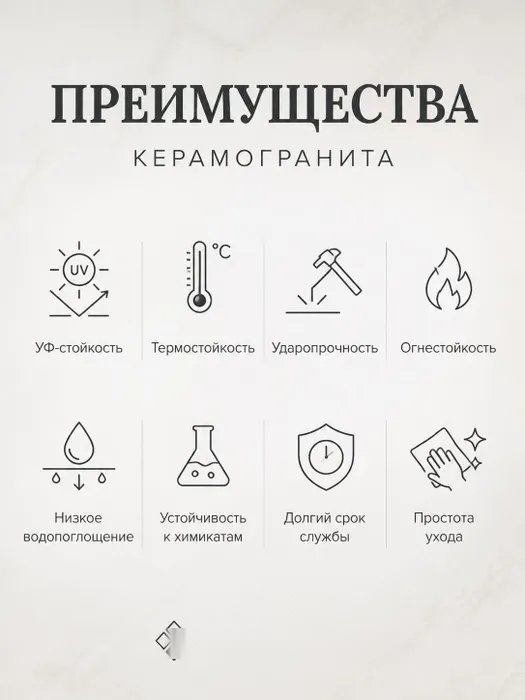 ПРЕИМУЩЕСТВА
КЕРАМОГРАНИТА
UV
°C
УФ-стойкость
Термостойкость
Ударопрочность
Огнестойкость
Низкое
водопоглощение
Устойчивость
к химикатам
Долгий срок
службы
Простота
ухода